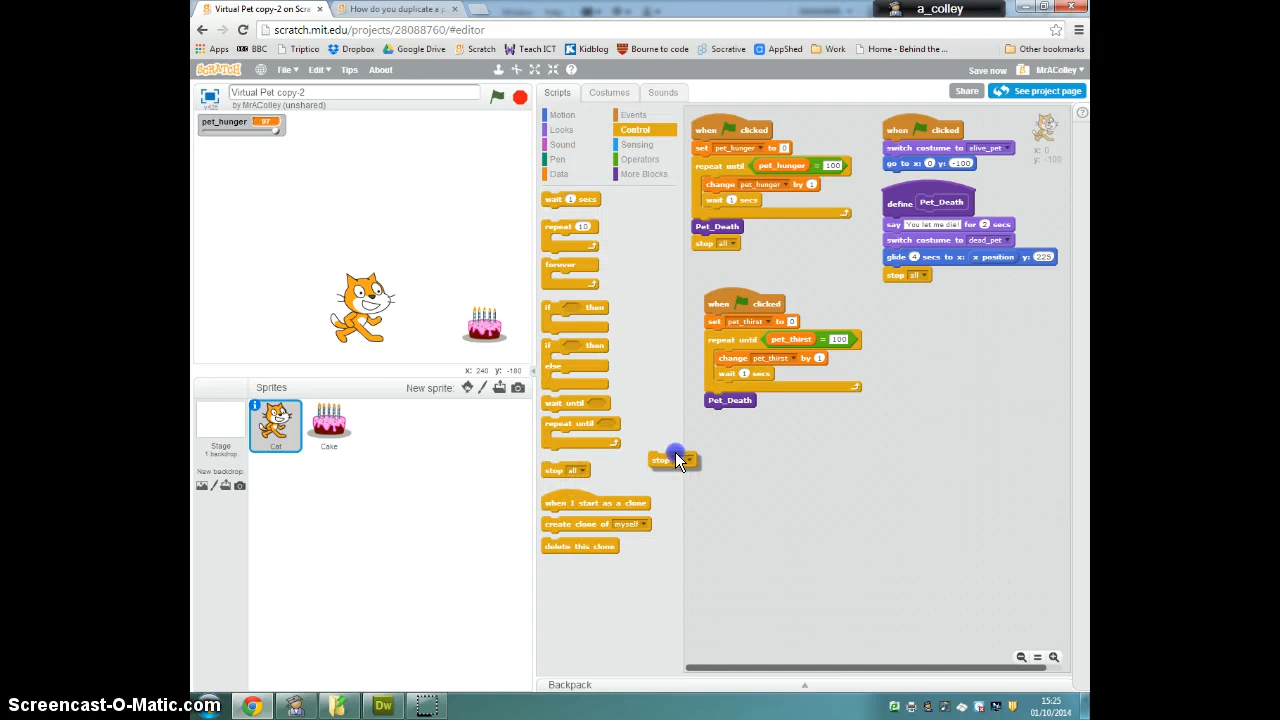 Virtual Pet copy-2 on S
How do you duplicate a p
a_colley
scratch.mit.edu/projects/28088760/#editor
Apps BBC Triptico Dropbox Google Drive Scratch Teach ICT Kidblog Bourne to code Socrative AppShed Work Home - Behind the ... Other bookmarks
SCRATCH File Edit Tips About Save now MrAColley
Virtual Pet copy-2
by MrAColley (unshared)
v426
Scripts Costumes Sounds
Share See project page
pet_hunger 97
Motion Events
Looks Control
Sound Sensing
Pen Operators
Data More Blocks
wait 1 secs
repeat 10
forever
if then
if then
else
wait until
repeat until
stop all
when I start as a clone
create clone of myself
delete this clone
when clicked
set pet_hunger to 0
repeat until pet_hunger = 100
change pet_hunger by 1
wait 1 secs
Pet_Death
stop all
when clicked
set pet_thirst to 0
repeat until pet_thirst = 100
change pet_thirst by 1
wait 1 secs
Pet_Death
stop
when clicked
switch costume to alive_pet
go to x: 0 y: -100
define Pet_Death
say You let me die! for 2 secs
switch costume to dead_pet
glide 4 secs to x: x position y: 225
stop all
x: 0
y: -100
x: 240 y: -180
Sprites New sprite:
Stage
1 backdrop
New backdrop:
Cat
Cake
Backpack
Dw
15:25
01/10/2014
Screencast-O-Matic.com